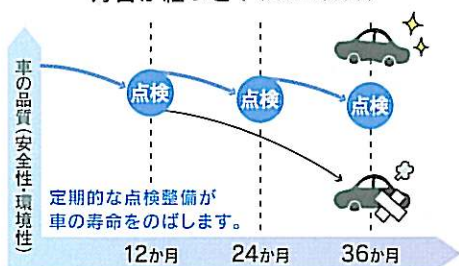 車の品質(安全性・環境性)
点検
点検
点検
定期的な点検整備が
車の寿命をのばします。
12か月
24か月
36か月